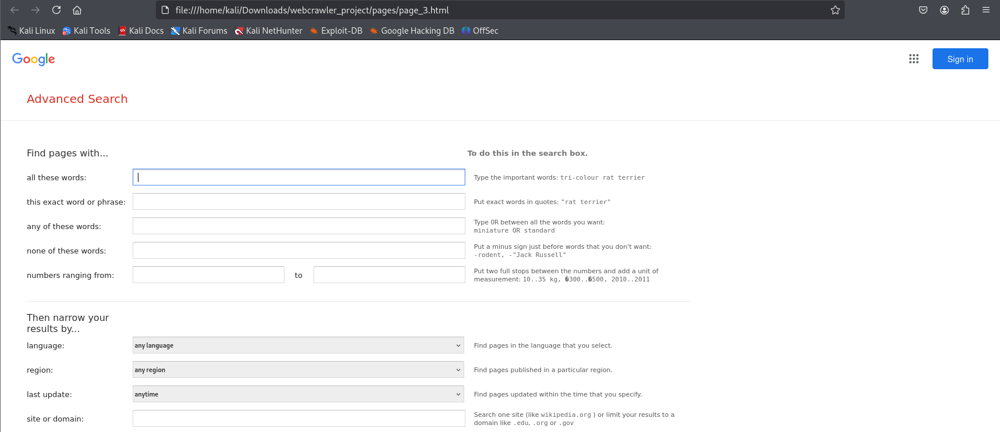 file:///home/kali/Downloads/webcrawler_project/pages/page_3.html
Kali Linux Kali Tools Kali Docs Kali Forums Kali NetHunter Exploit-DB Google Hacking DB OffSec
Google
Sign in
Advanced Search
Find pages with...
To do this in the search box.
all these words:
Type the important words: tri-colour rat terrier
this exact word or phrase:
Put exact words in quotes: "rat terrier"
any of these words:
Type OR between all the words you want:
miniature OR standard
none of these words:
Put a minus sign just before words that you don't want:
-rodent, -"Jack Russell"
numbers ranging from:
to
Put two full stops between the numbers and add a unit of
measurement: 10..35 kg, �300..�500, 2010..2011
Then narrow your
results by...
language:
any language
Find pages in the language that you select.
region:
any region
Find pages published in a particular region.
last update:
anytime
Find pages updated within the time that you specify.
site or domain:
Search one site (like wikipedia.org ) or limit your results to a
domain like .edu, .org or .gov